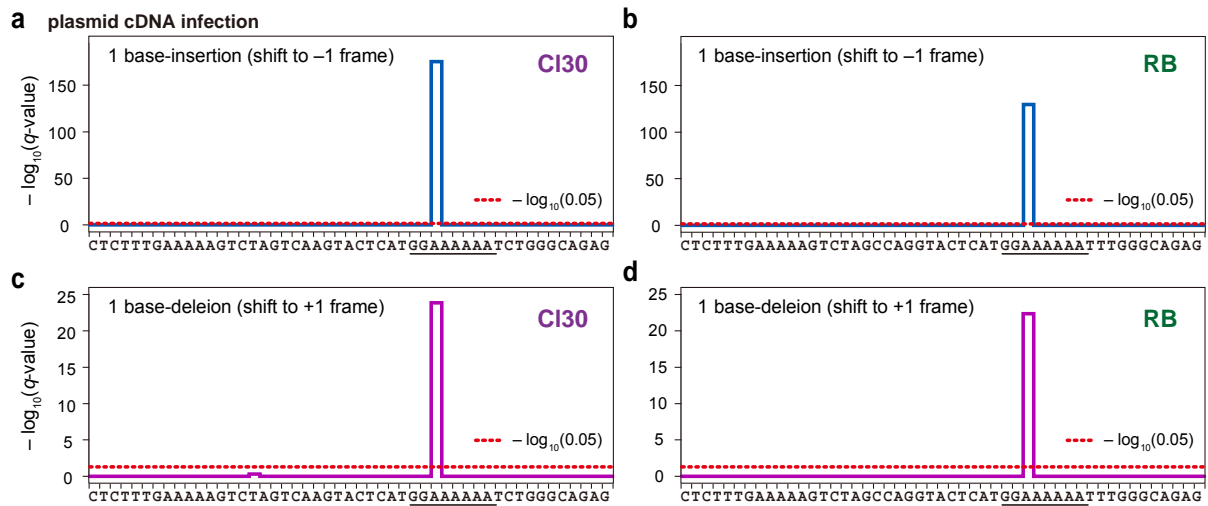 a plasmid cDNA infection
1 base-insertion (shift to –1 frame)
Cl30
– log10(q-value)
150
100
50
0
– log10(0.05)
CTCTTTGAAAAAGTCTAGTCAAGTACTCATGGAAAAAATCTGGGCAGAG
b
1 base-insertion (shift to –1 frame)
RB
150
100
50
0
– log10(0.05)
CTCTTTGAAAAAGTCTAGCCAGGTACTCATGGAAAAAATTTGGGCAGAG
c
1 base-deleion (shift to +1 frame)
Cl30
– log10(q-value)
25
20
15
10
5
0
– log10(0.05)
CTCTTTGAAAAAGTCTAGTCAAGTACTCATGGAAAAAATCTGGGCAGAG
d
1 base-deleion (shift to +1 frame)
RB
25
20
15
10
5
0
– log10(0.05)
CTCTTTGAAAAAGTCTAGCCAGGTACTCATGGAAAAAATTTGGGCAGAG